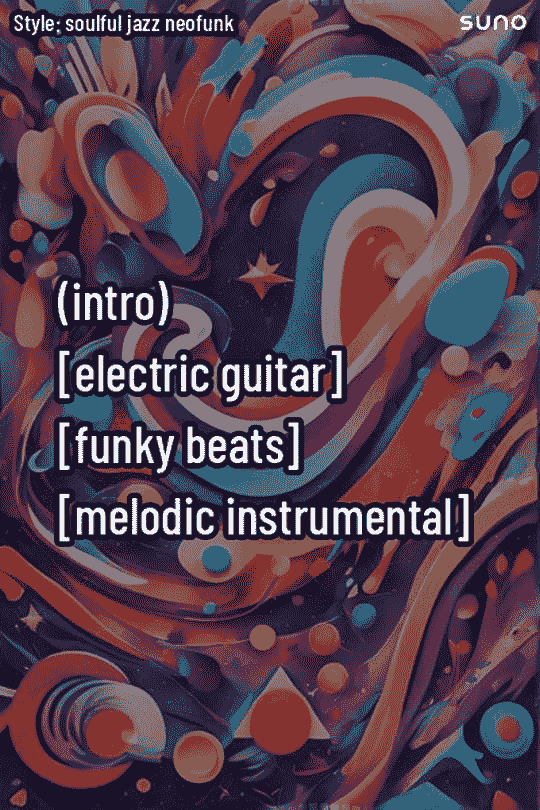 Style: soulful jazz neofunk
suno
(intro)
[electric guitar]
[funky beats]
[melodic instrumental]